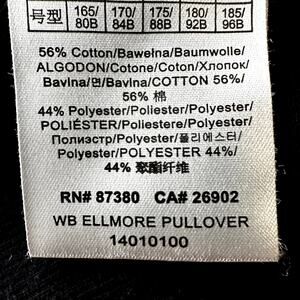 号型 165/ 170/ 175/ 180/ 185/
80B 84B 88B 92B 96B
56% Cotton/Bawełna/Baumwolle/
ALGODÓN/Cotone/Coton/Хлопок/
Bavlna/면/Bavlna/COTTON 56%/
56% 棉
44% Polyester/Poliester/Polyester/
POLIÉSTER/Poliestere/Polyester/
Полиэстер/Polyester/폴리에스터/
Polyester/POLYESTER 44%/
44% 聚酯纤维
RN# 87380 CA# 26902
WB ELLMORE PULLOVER
14010100